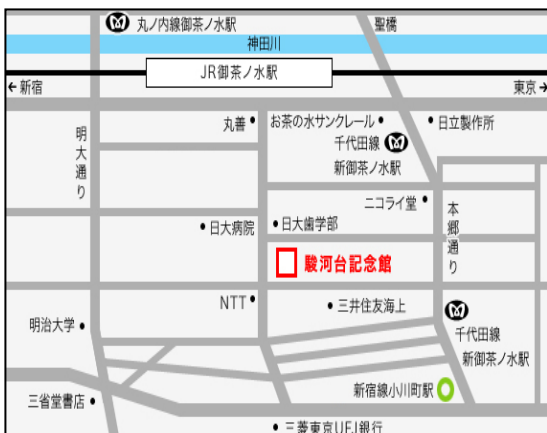 丸ノ内線御茶ノ水駅
聖橋
神田川
JR御茶ノ水駅
←新宿
東京→
明大通り
丸善
お茶の水サンクレール
日立製作所
千代田線
新御茶ノ水駅
ニコライ堂
本郷通り
日大病院
日大歯学部
駿河台記念館
NTT
三井住友海上
明治大学
千代田線
新御茶ノ水駅
新宿線小川町駅
三省堂書店
三菱東京UFJ銀行